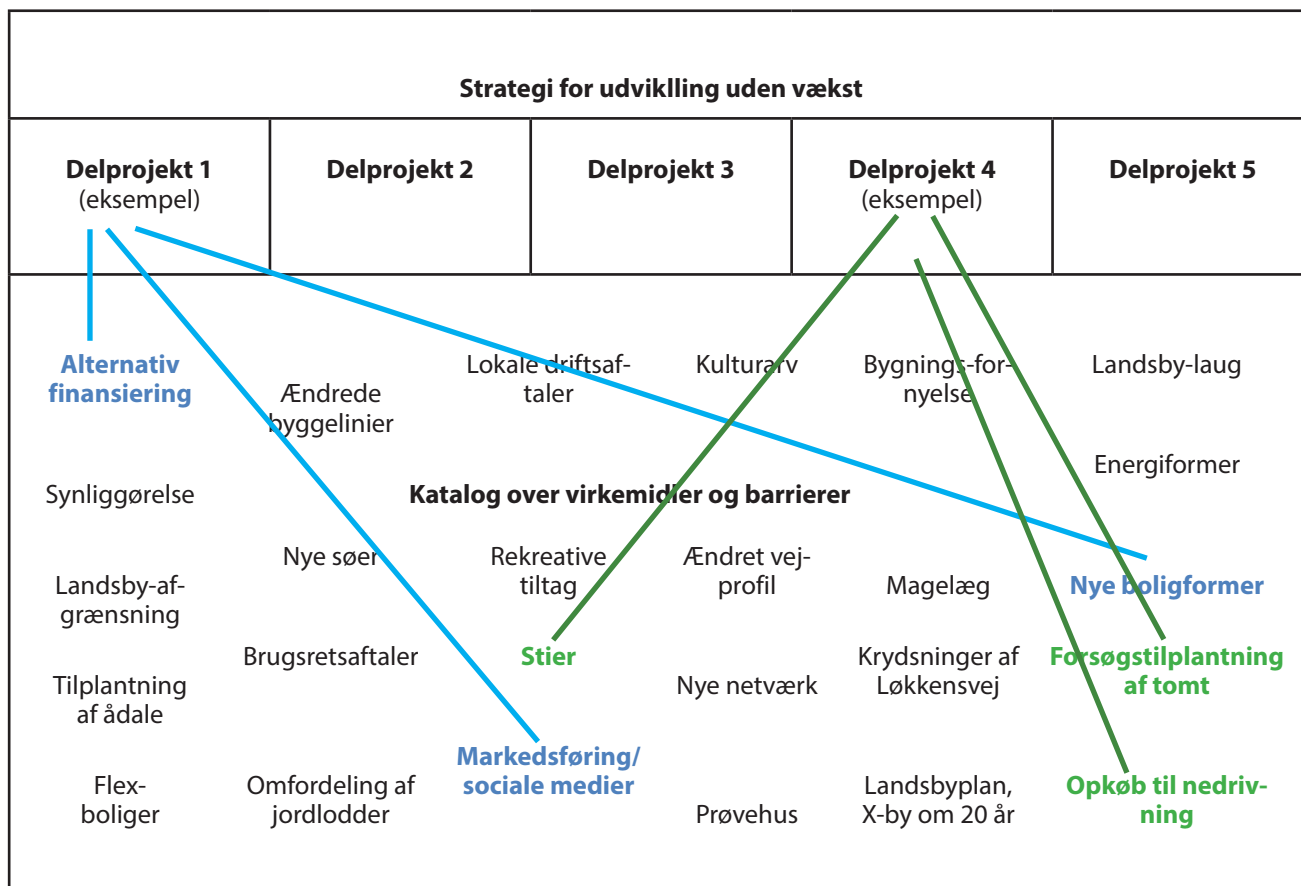 Strategi for udviklling uden vækst
Delprojekt 1
(eksempel)
Delprojekt 2
Delprojekt 3
Delprojekt 4
(eksempel)
Delprojekt 5
Alternativ
finansiering
Ændrede
byggelinier
Lokale driftsaf-
taler
Kulturarv
Bygnings-for-
nyelse
Landsby-laug
Energiformer
Synliggørelse
Katalog over virkemidler og barrierer
Nye søer
Rekreative
tiltag
Ændret vej-
profil
Magelæg
Nye boligformer
Landsby-af-
grænsning
Brugsretsaftaler
Stier
Krydsninger af
Løkkensvej
Forsøgstilplantning
af tomt
Tilplantning
af ådale
Nye netværk
Markedsføring/
sociale medier
Flex-
boliger
Omfordeling af
jordlodder
Prøvehus
Landsbyplan,
X-by om 20 år
Opkøb til nedriv-
ning